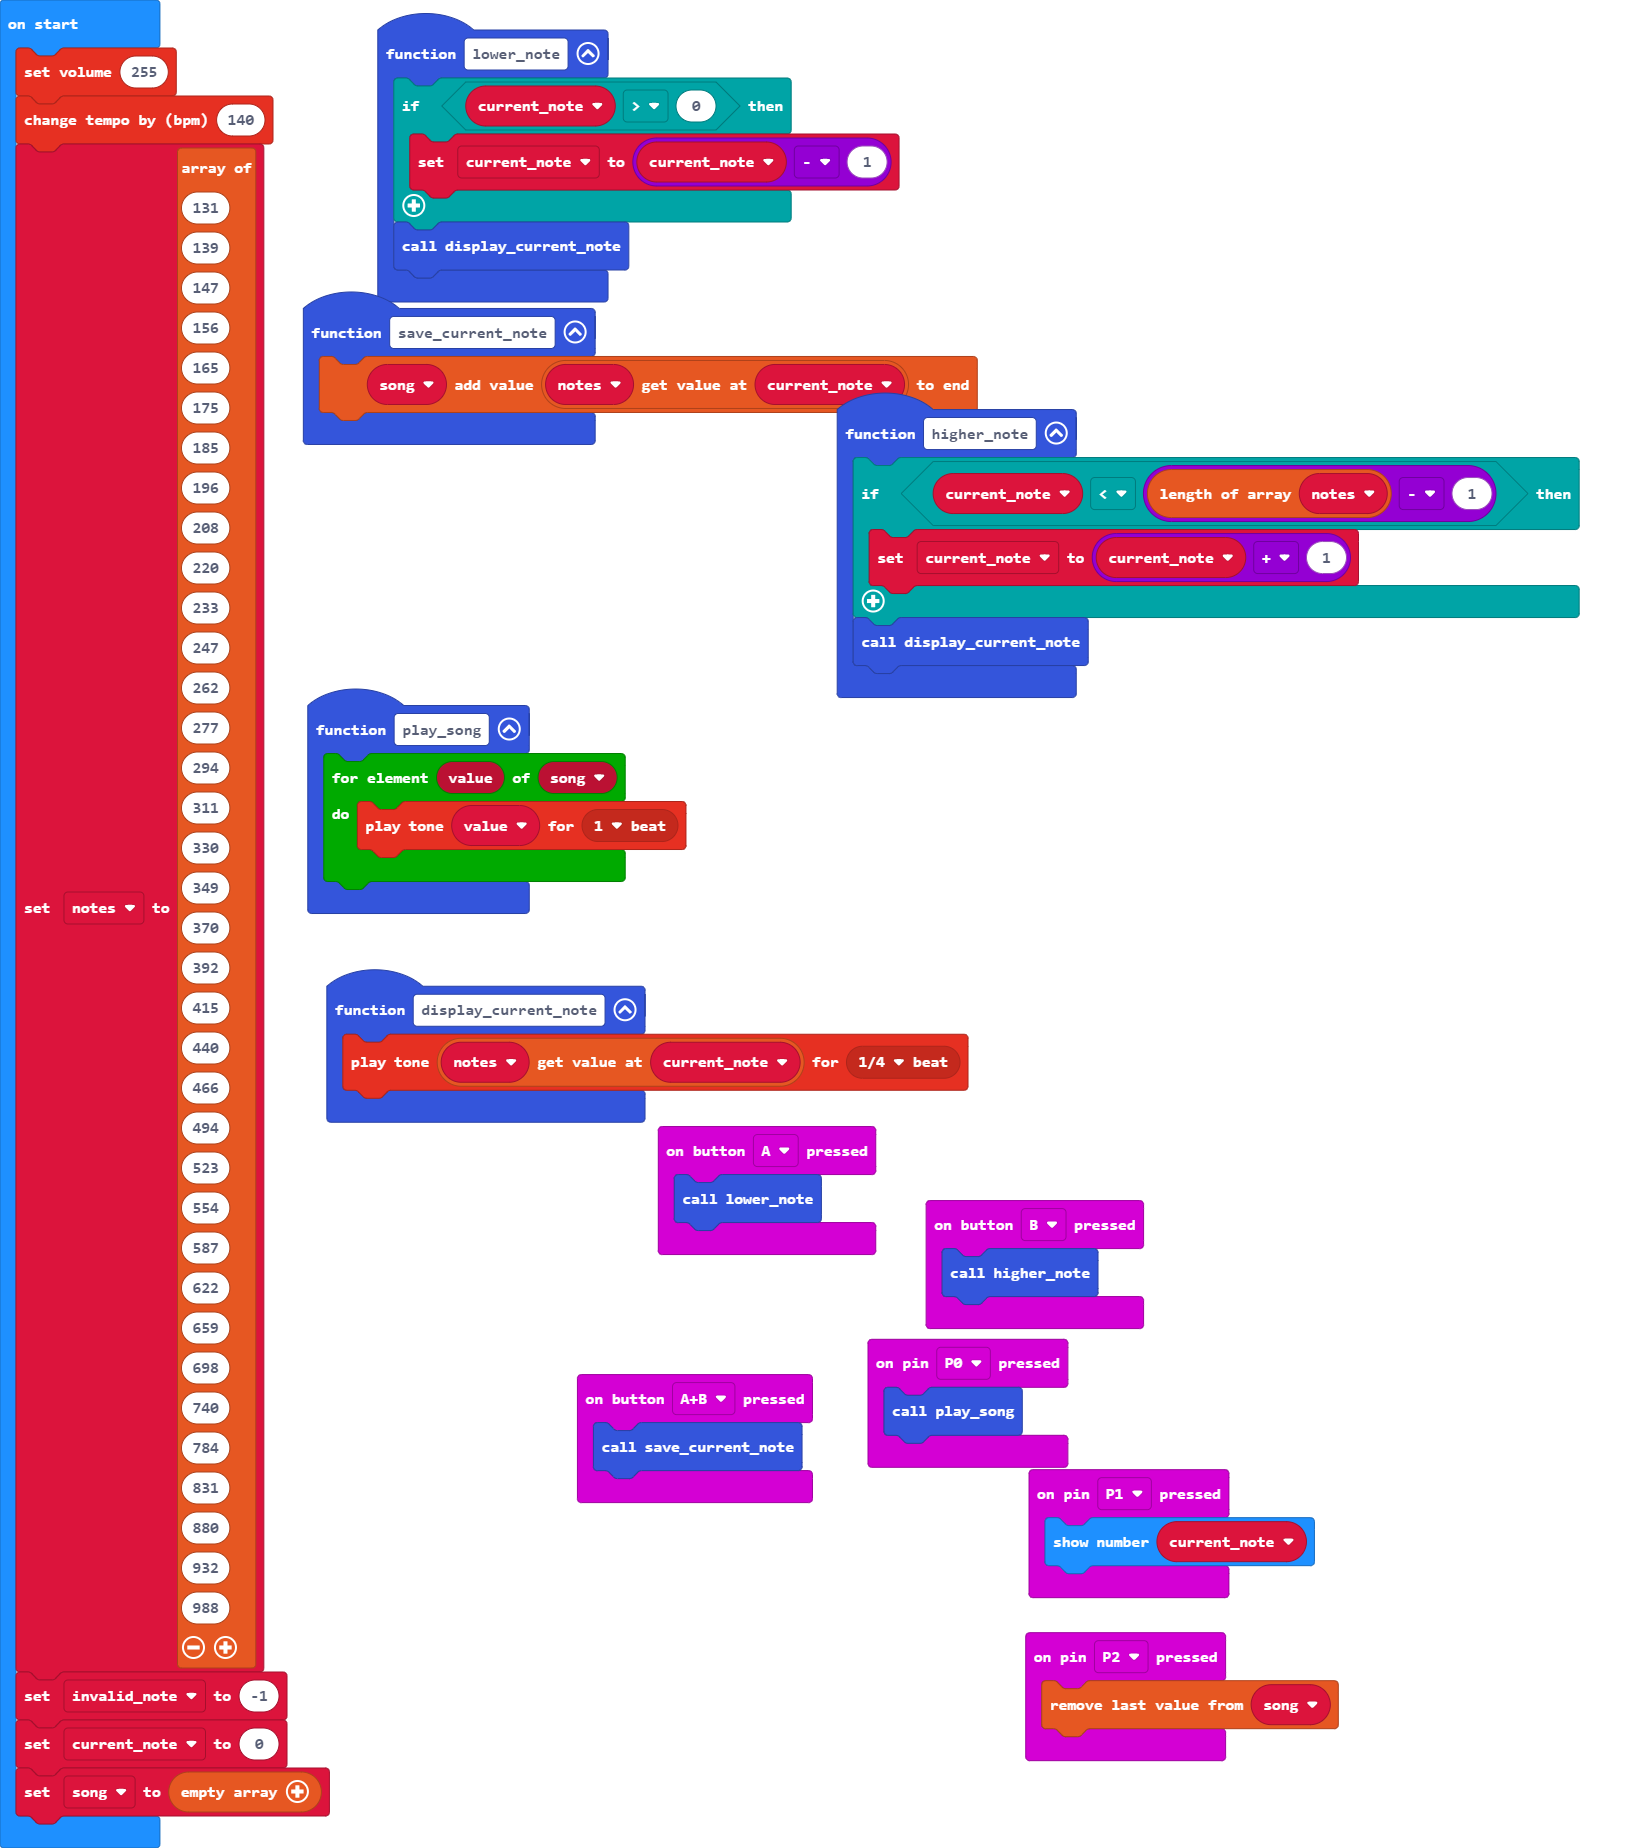 on start
set volume 255
change tempo by (bpm) 140
array of
131
139
147
156
165
175
185
196
208
220
233
247
262
277
294
311
330
349
set notes to
370
392
415
440
466
494
523
554
587
622
659
698
740
784
831
880
932
988
set invalid_note to -1
set current_note to 0
set song to empty array
function lower_note
if current_note > 0 then
set current_note to current_note - 1
call display_current_note
function save_current_note
song add value notes get value at current_note to end
function higher_note
if current_note < length of array notes - 1 then
set current_note to current_note + 1
call display_current_note
function play_song
for element value of song
do play tone value for 1 beat
function display_current_note
play tone notes get value at current_note for 1/4 beat
on button A pressed
call lower_note
on button B pressed
call higher_note
on pin P0 pressed
call play_song
on button A+B pressed
call save_current_note
on pin P1 pressed
show number current_note
on pin P2 pressed
remove last value from song